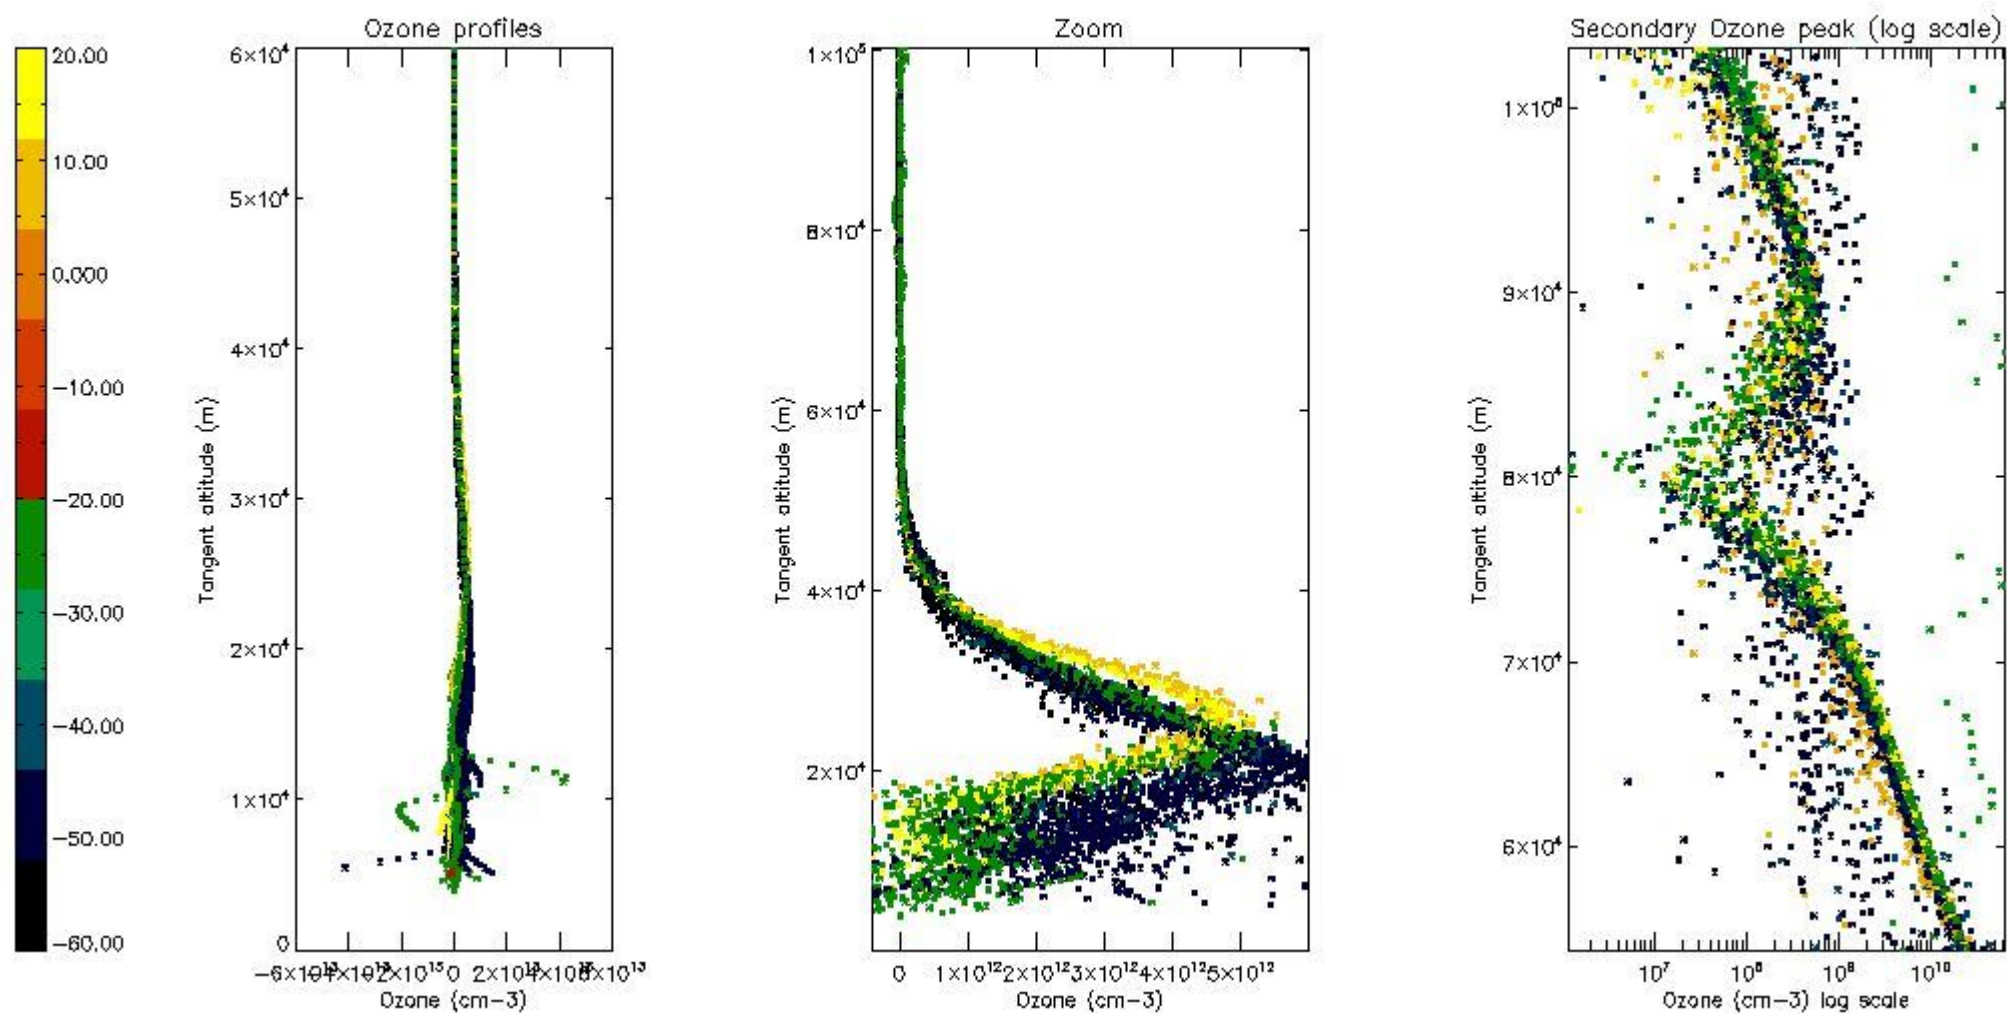 Ozone profiles
Zoom
Secondary Ozone peak (log scale)
20.00
10.00
0.000
−10.00
−20.00
−30.00
−40.00
−50.00
−60.00
6×10⁴
5×10⁴
4×10⁴
3×10⁴
2×10⁴
1×10⁴
0
Tangent altitude (m)
0 2×10¹³
Ozone (cm−3)
1×10⁵
8×10⁴
6×10⁴
4×10⁴
2×10⁴
Tangent altitude (m)
0 1×10¹² 2×10¹² 3×10¹² 4×10¹² 5×10¹²
Ozone (cm−3)
1×10⁵
9×10⁴
8×10⁴
7×10⁴
6×10⁴
Tangent altitude (m)
10⁷ 10⁸ 10⁹ 10¹⁰
Ozone (cm−3) log scale